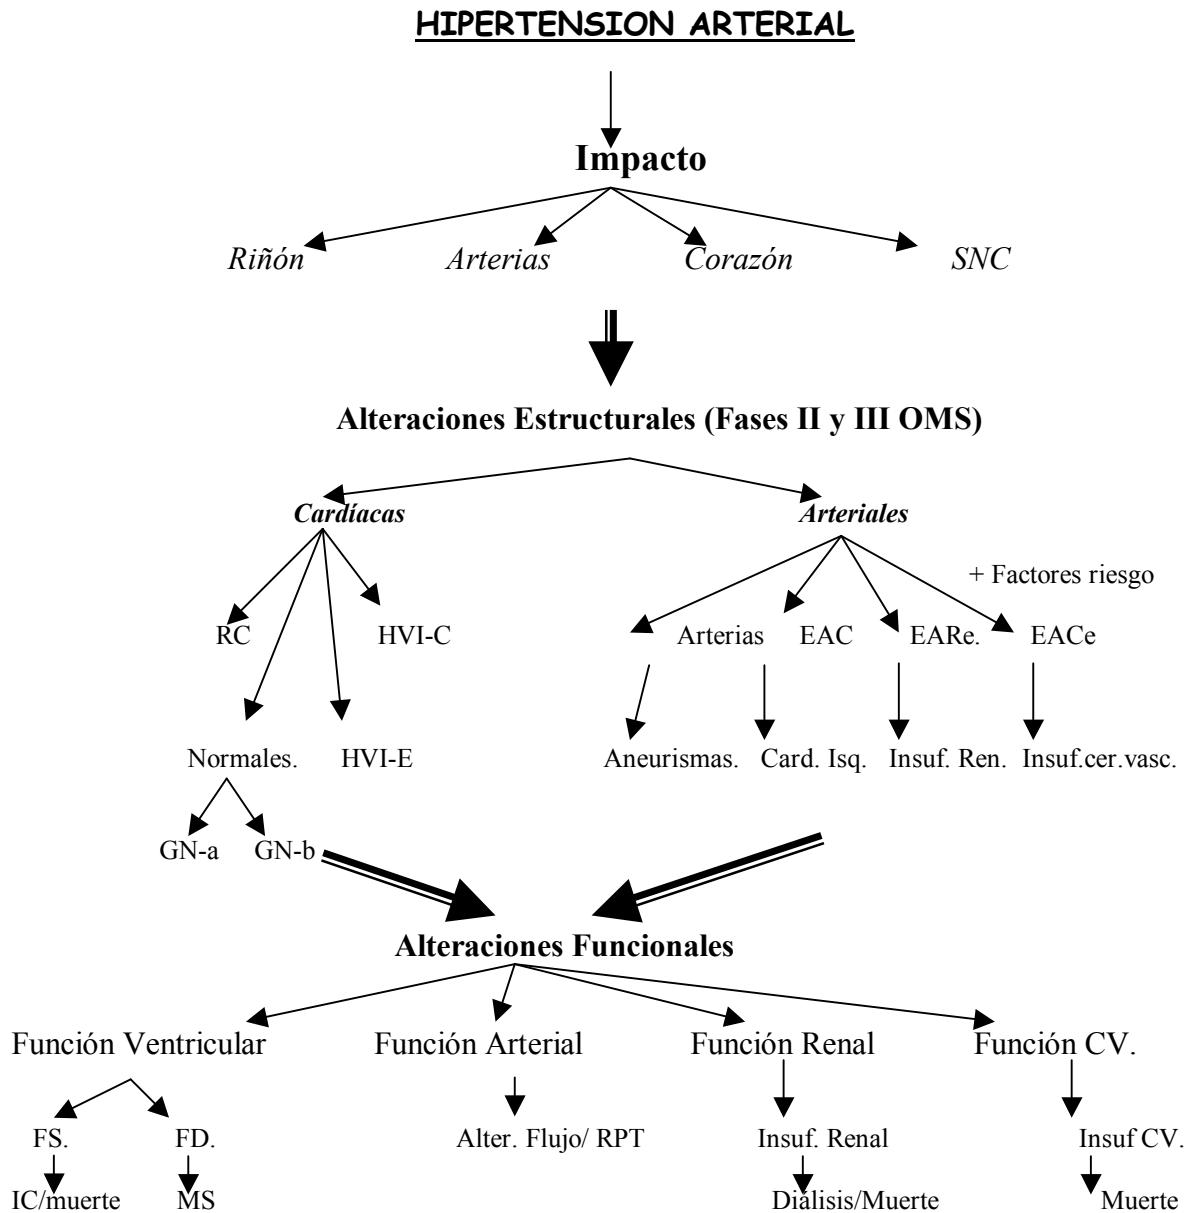 HIPERTENSION ARTERIAL
Impacto
Riñón Arterias Corazón SNC
Alteraciones Estructurales (Fases II y III OMS)
Cardíacas Arteriales
+ Factores riesgo
RC HVI-C Arterias EAC EARe. EACe
Normales. HVI-E Aneurismas. Card. Isq. Insuf. Ren. Insuf.cer.vasc.
GN-a GN-b
Alteraciones Funcionales
Función Ventricular Función Arterial Función Renal Función CV.
FS. FD. Alter. Flujo/ RPT Insuf. Renal Insuf CV.
IC/muerte MS Diálisis/Muerte Muerte